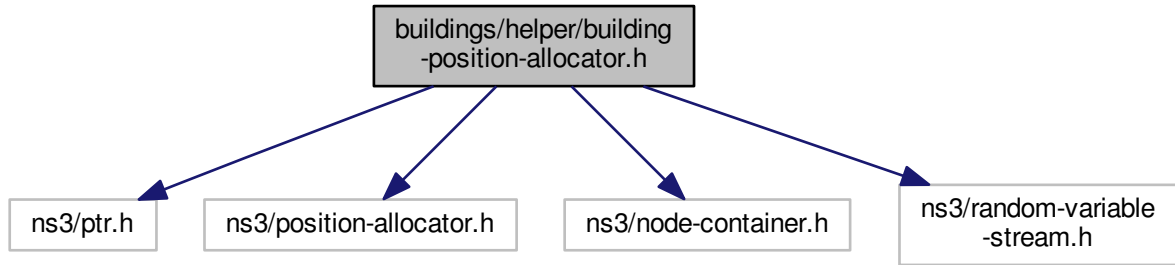 buildings/helper/building
-position-allocator.h
ns3/ptr.h
ns3/position-allocator.h
ns3/node-container.h
ns3/random-variable
-stream.h